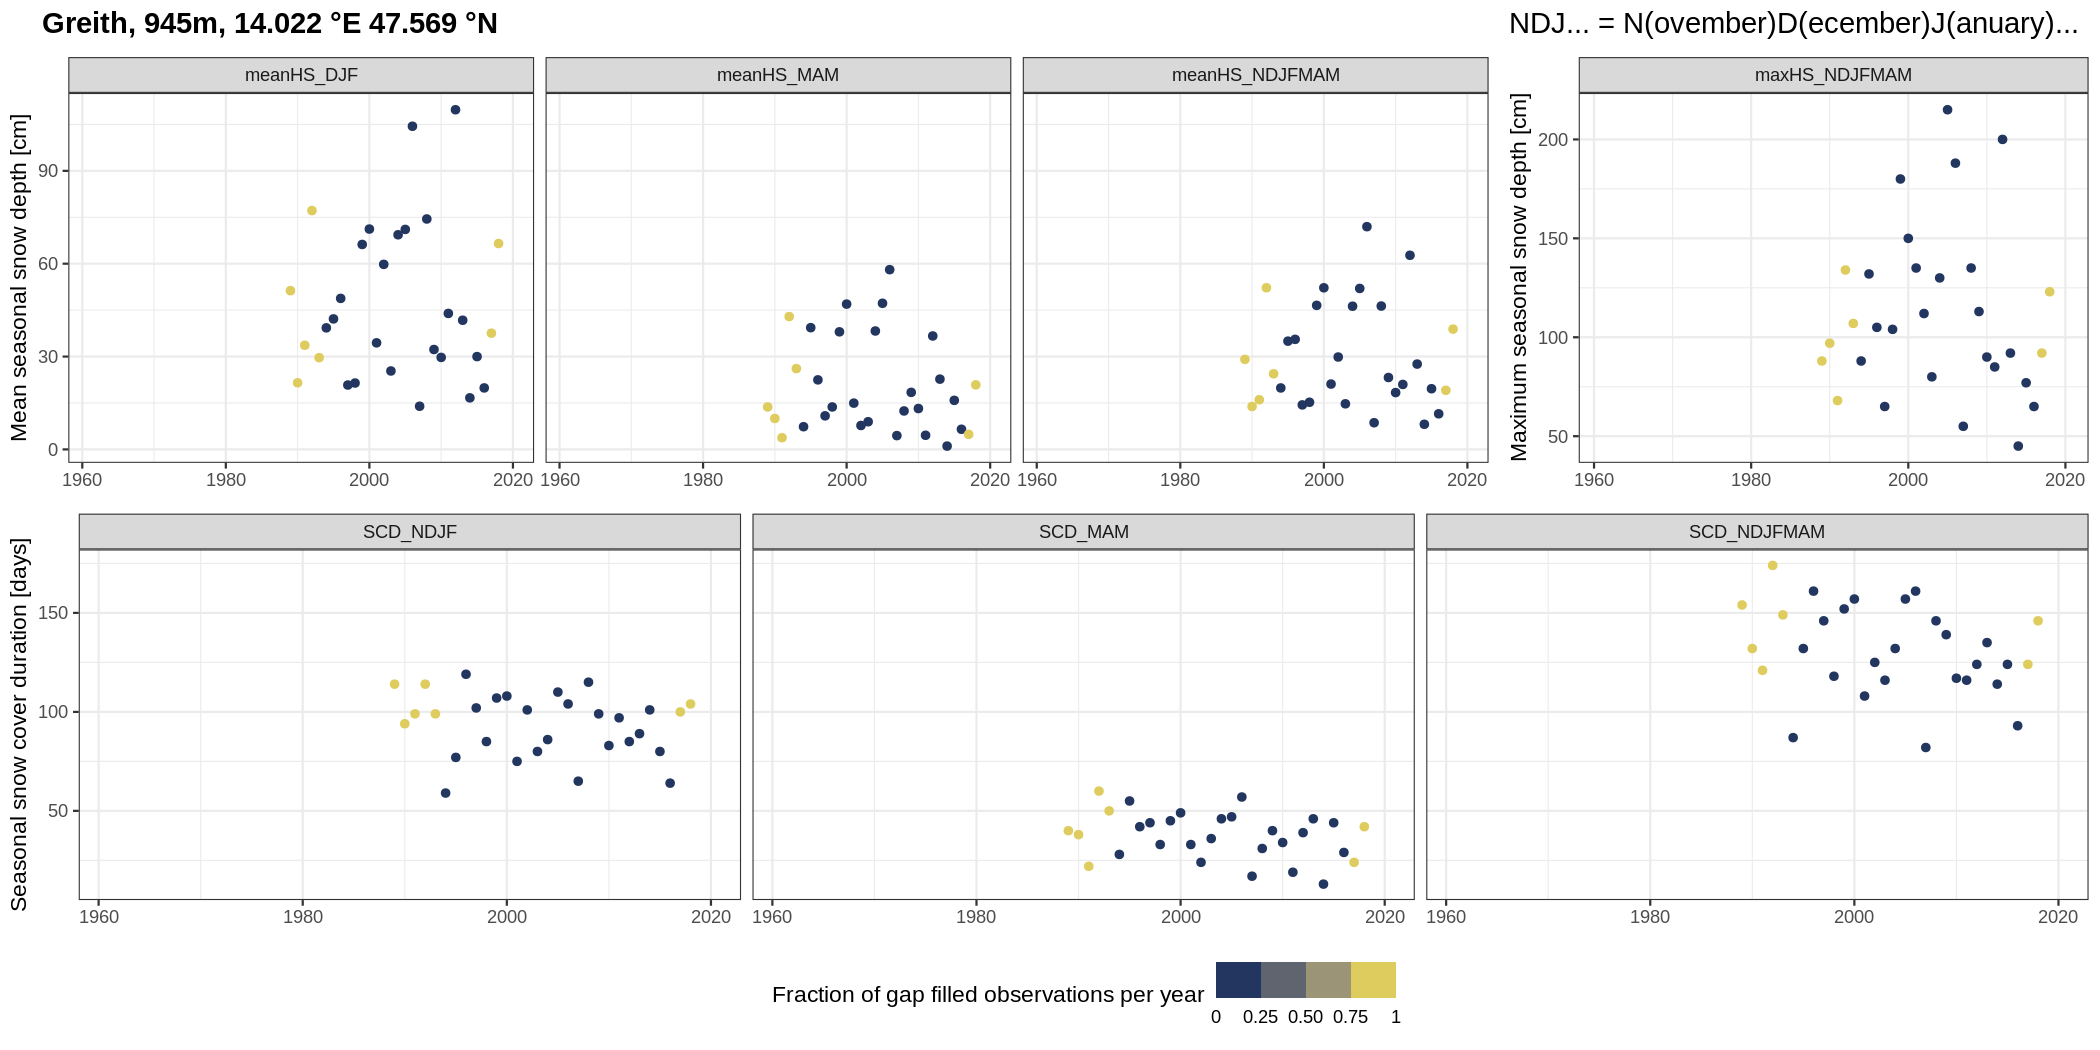 Greith, 945m, 14.022 °E 47.569 °N
NDJ... = N(ovember)D(ecember)J(anuary)...
meanHS_DJF
meanHS_MAM
meanHS_NDJFMAM
maxHS_NDJFMAM
Mean seasonal snow depth [cm]
90
60
30
0
1960 1980 2000 2020
1960 1980 2000 2020
1960 1980 2000 2020
Maximum seasonal snow depth [cm]
200
150
100
50
1960 1980 2000 2020
SCD_NDJF
SCD_MAM
SCD_NDJFMAM
Seasonal snow cover duration [days]
150
100
50
1960 1980 2000 2020
1960 1980 2000 2020
1960 1980 2000 2020
Fraction of gap filled observations per year
0 0.25 0.50 0.75 1